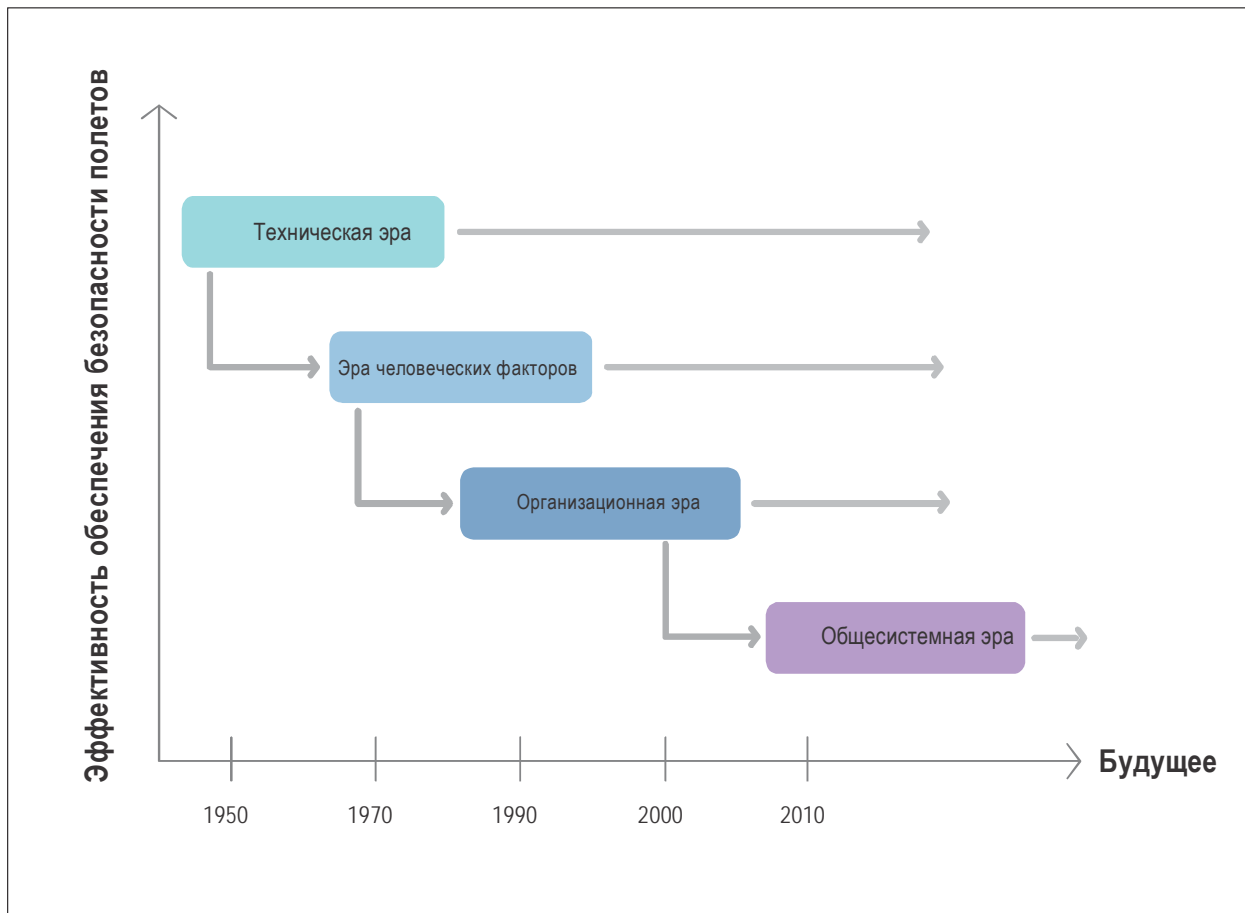 Эффективность обеспечения безопасности полетов
Техническая эра
Эра человеческих факторов
Организационная эра
Общесистемная эра
Будущее
1950 1970 1990 2000 2010